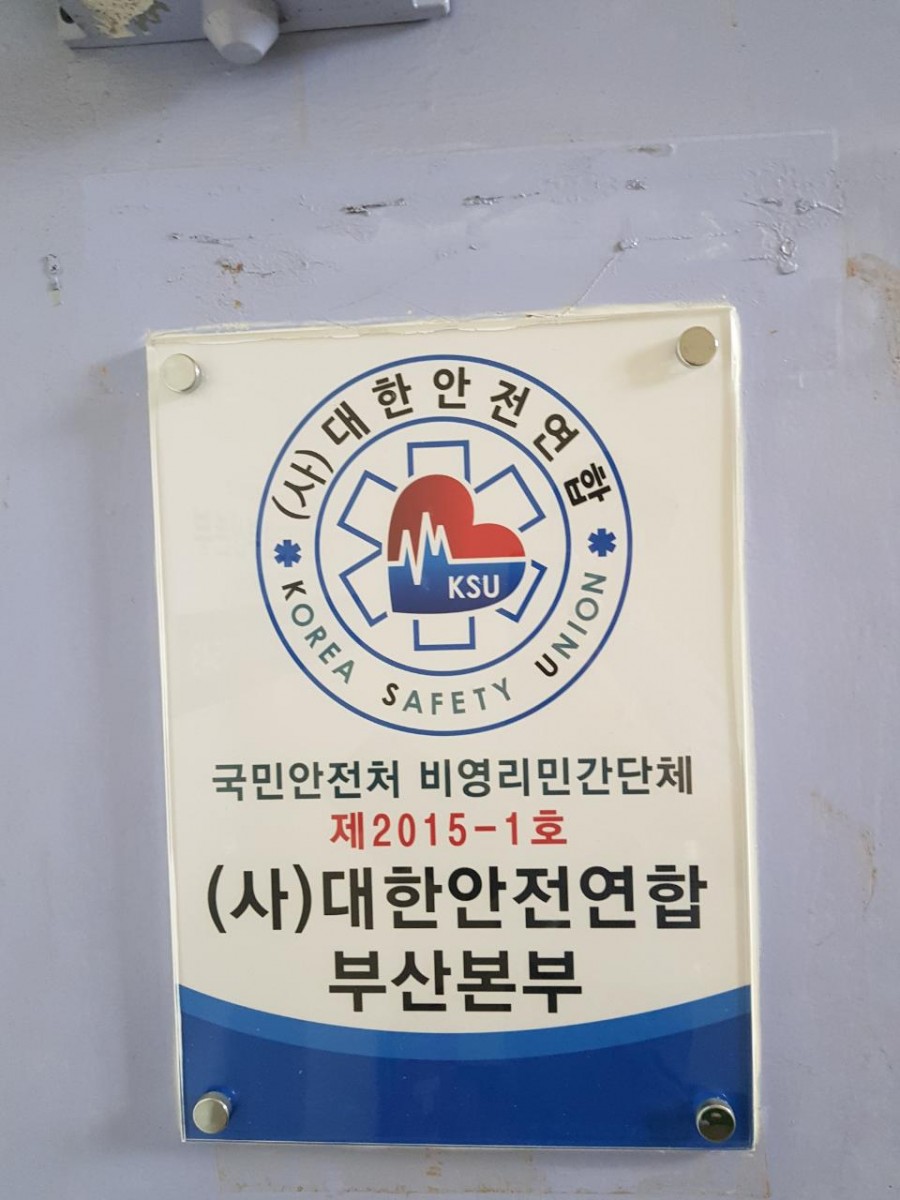 (사)대한안전연합
KSU
KOREA SAFETY UNION
국민안전처 비영리민간단체
제2015-1호
(사)대한안전연합
부산본부